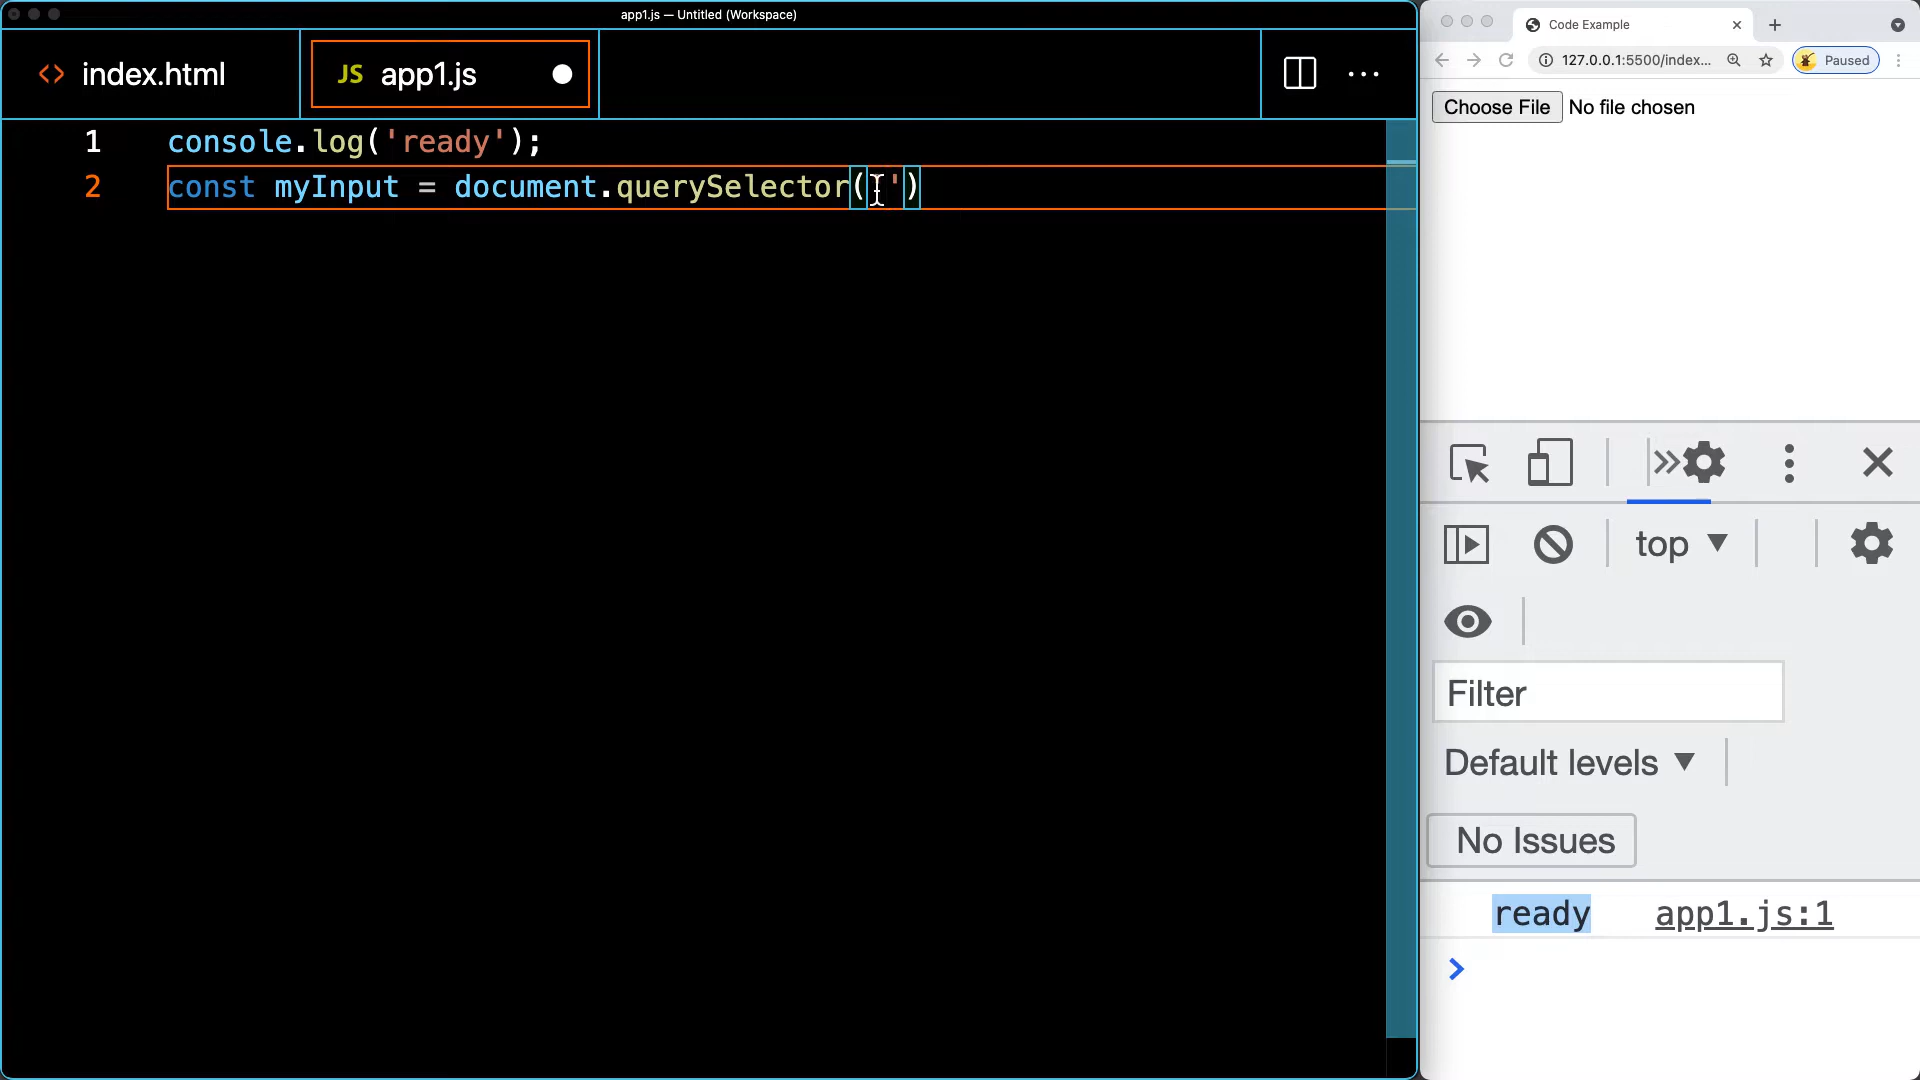 app1.js — Untitled (Workspace)
index.html
JS app1.js
1 console.log('ready');
2 const myInput = document.querySelector('')
Code Example
127.0.0.1:5500/index...
Paused
Choose File No file chosen
top
Filter
Default levels
No Issues
ready app1.js:1